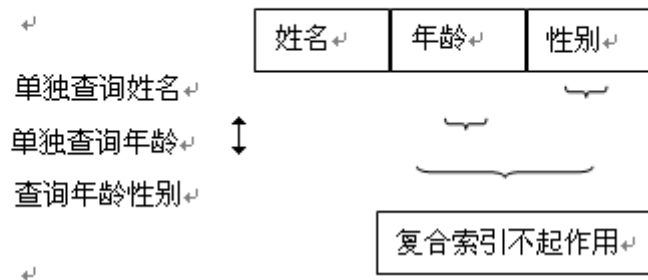 姓名 年龄 性别
单独查询姓名
单独查询年龄
查询年龄性别
复合索引不起作用